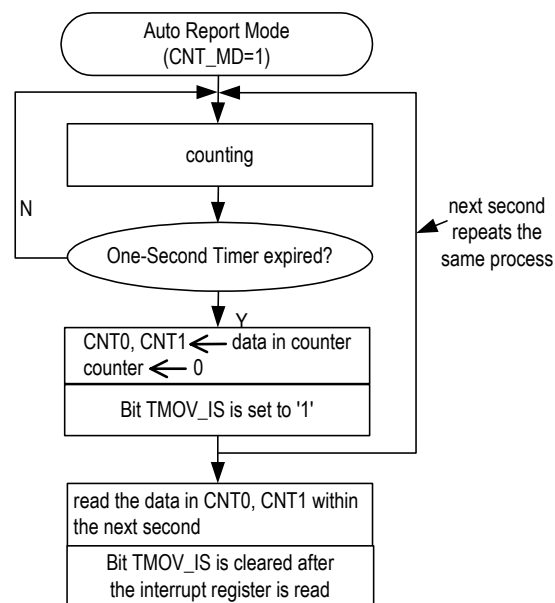 Auto Report Mode
(CNT_MD=1)
counting
N
next second
repeats the
same process
One-Second Timer expired?
Y
CNT0, CNT1 ← data in counter
counter ← 0
Bit TMOV_IS is set to '1'
read the data in CNT0, CNT1 within
the next second
Bit TMOV_IS is cleared after
the interrupt register is read